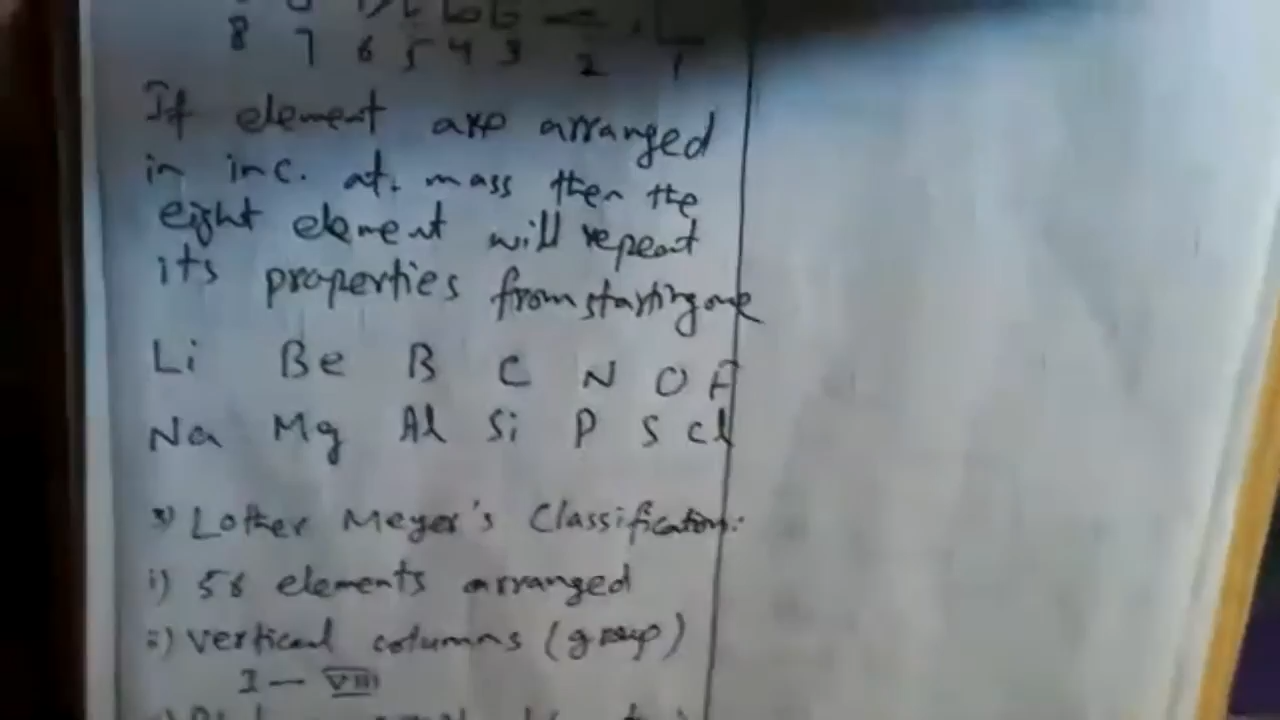 8 7 6 5 4 3 2 1
If element are arranged
in inc. at. mass then the
eight element will repeat
its properties from starting one
Li Be B C N O F
Na Mg Al Si P S Cl
Lother Meyer's Classification:
i) 56 elements arranged
ii) vertical columns (group)
I — VIII